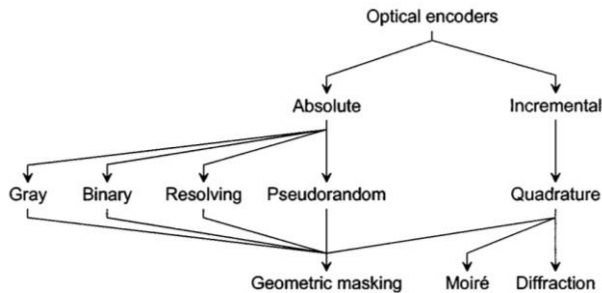 Optical encoders
Absolute Incremental
Gray Binary Resolving Pseudorandom Quadrature
Geometric masking Moiré Diffraction